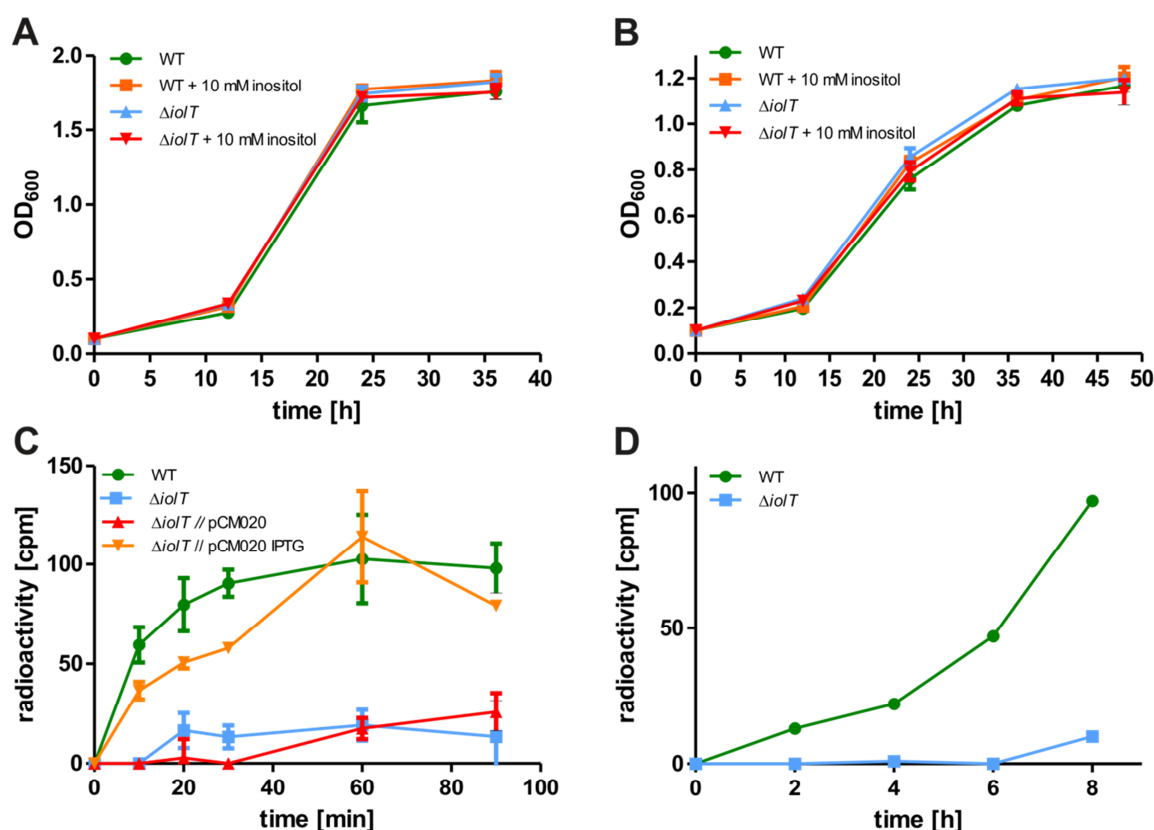 A
WT
WT + 10 mM inositol
ΔiolT
ΔiolT + 10 mM inositol
OD600
2.0
1.5
1.0
0.5
0.0
0 5 10 15 20 25 30 35 40
time [h]
B
WT
WT + 10 mM inositol
ΔiolT
ΔiolT + 10 mM inositol
OD600
1.2
1.0
0.8
0.6
0.4
0.2
0.0
0 5 10 15 20 25 30 35 40 45 50
time [h]
C
WT
ΔiolT
ΔiolT // pCM020
ΔiolT // pCM020 IPTG
radioactivity [cpm]
150
100
50
0
0 20 40 60 80 100
time [min]
D
WT
ΔiolT
radioactivity [cpm]
100
50
0
0 2 4 6 8
time [h]